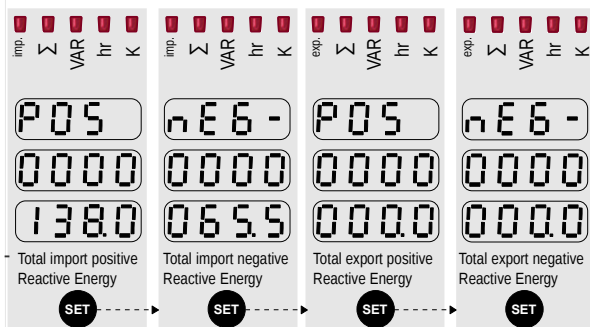 imp. Σ VAR hr K
POS
0000
138.0
Total import positive
Reactive Energy
SET
imp. Σ VAR hr K
nEG-
0000
065.5
Total import negative
Reactive Energy
SET
exp. Σ VAR hr K
POS
0000
000.0
Total export positive
Reactive Energy
SET
exp. Σ VAR hr K
nEG-
0000
000.0
Total export negative
Reactive Energy
SET